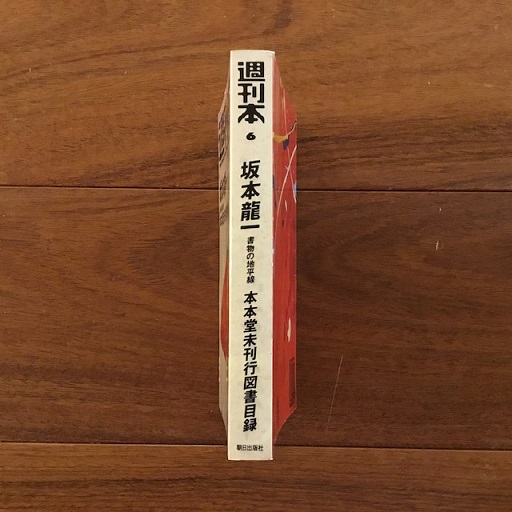 週刊本
6
坂本龍一
書物の地平線
本本堂未刊行図書目録
朝日出版社